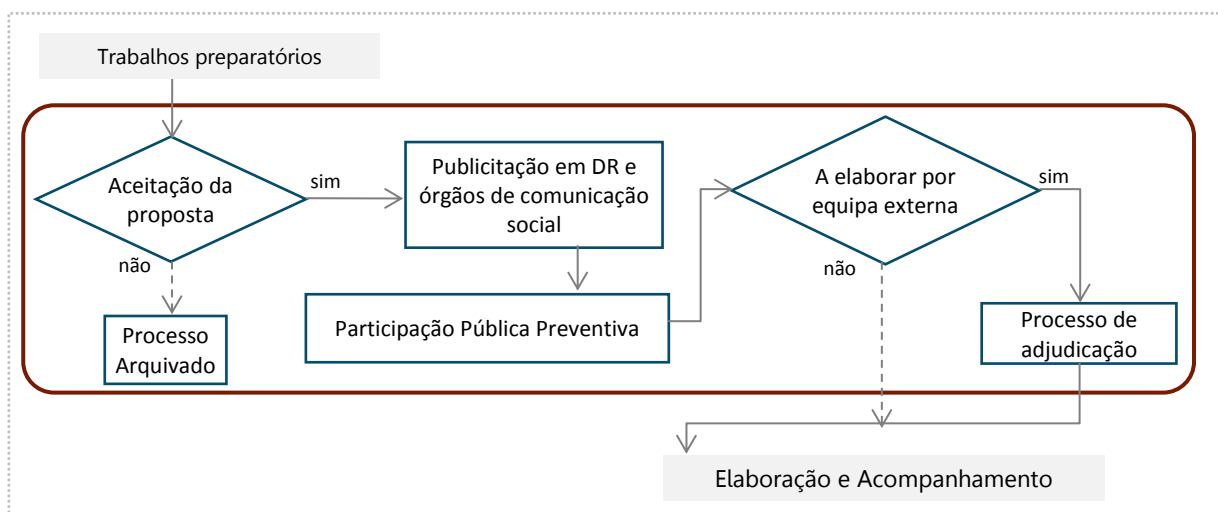 Trabalhos preparatórios
Aceitação da
proposta
sim
não
Processo
Arquivado
Publicitação em DR e
órgãos de comunicação
social
Participação Pública Preventiva
A elaborar por
equipa externa
sim
não
Processo de
adjudicação
Elaboração e Acompanhamento